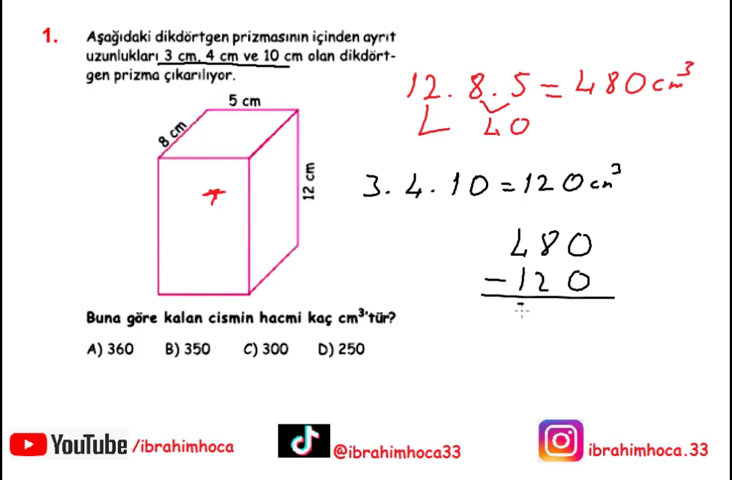 1. Aşağıdaki dikdörtgen prizmasının içinden ayrıt
uzunlukları 3 cm, 4 cm ve 10 cm olan dikdört-
gen prizma çıkarılıyor.
5 cm
8 cm
12 cm
12 . 8 . 5 = 480 cm³
40
3 . 4 . 10 = 120 cm³
480
- 120
Buna göre kalan cismin hacmi kaç cm³'tür?
A) 360 B) 350 C) 300 D) 250
YouTube /ibrahimhoca
@ibrahimhoca33
ibrahimhoca.33